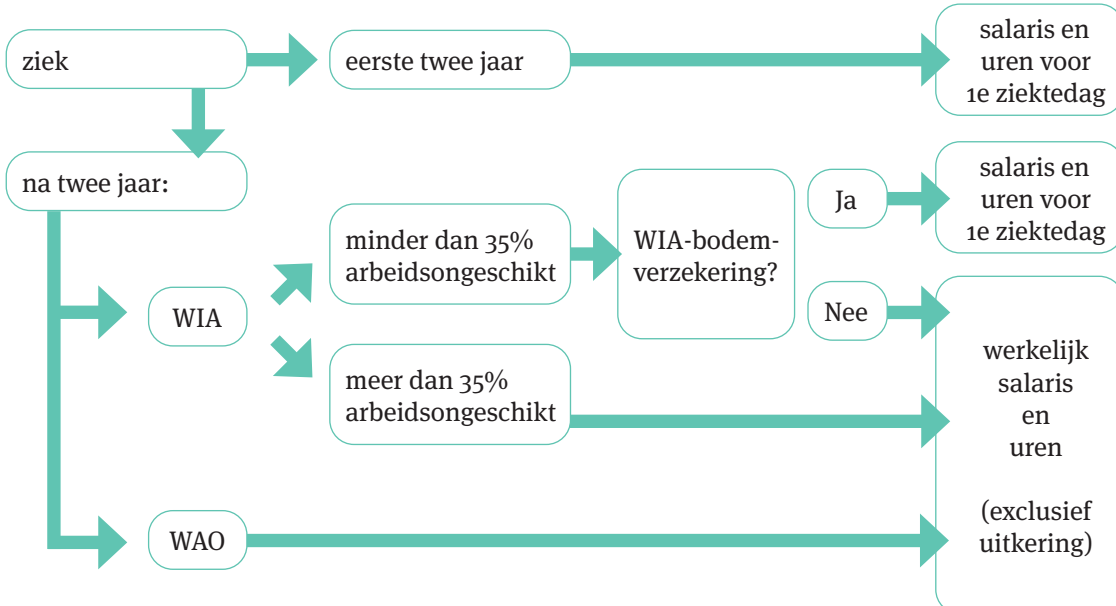 ziek
eerste twee jaar
salaris en
uren voor
1e ziektedag
na twee jaar:
WIA
minder dan 35%
arbeidsongeschikt
WIA-bodem-
verzekering?
Ja
salaris en
uren voor
1e ziektedag
Nee
meer dan 35%
arbeidsongeschikt
WAO
werkelijk
salaris
en
uren
(exclusief
uitkering)